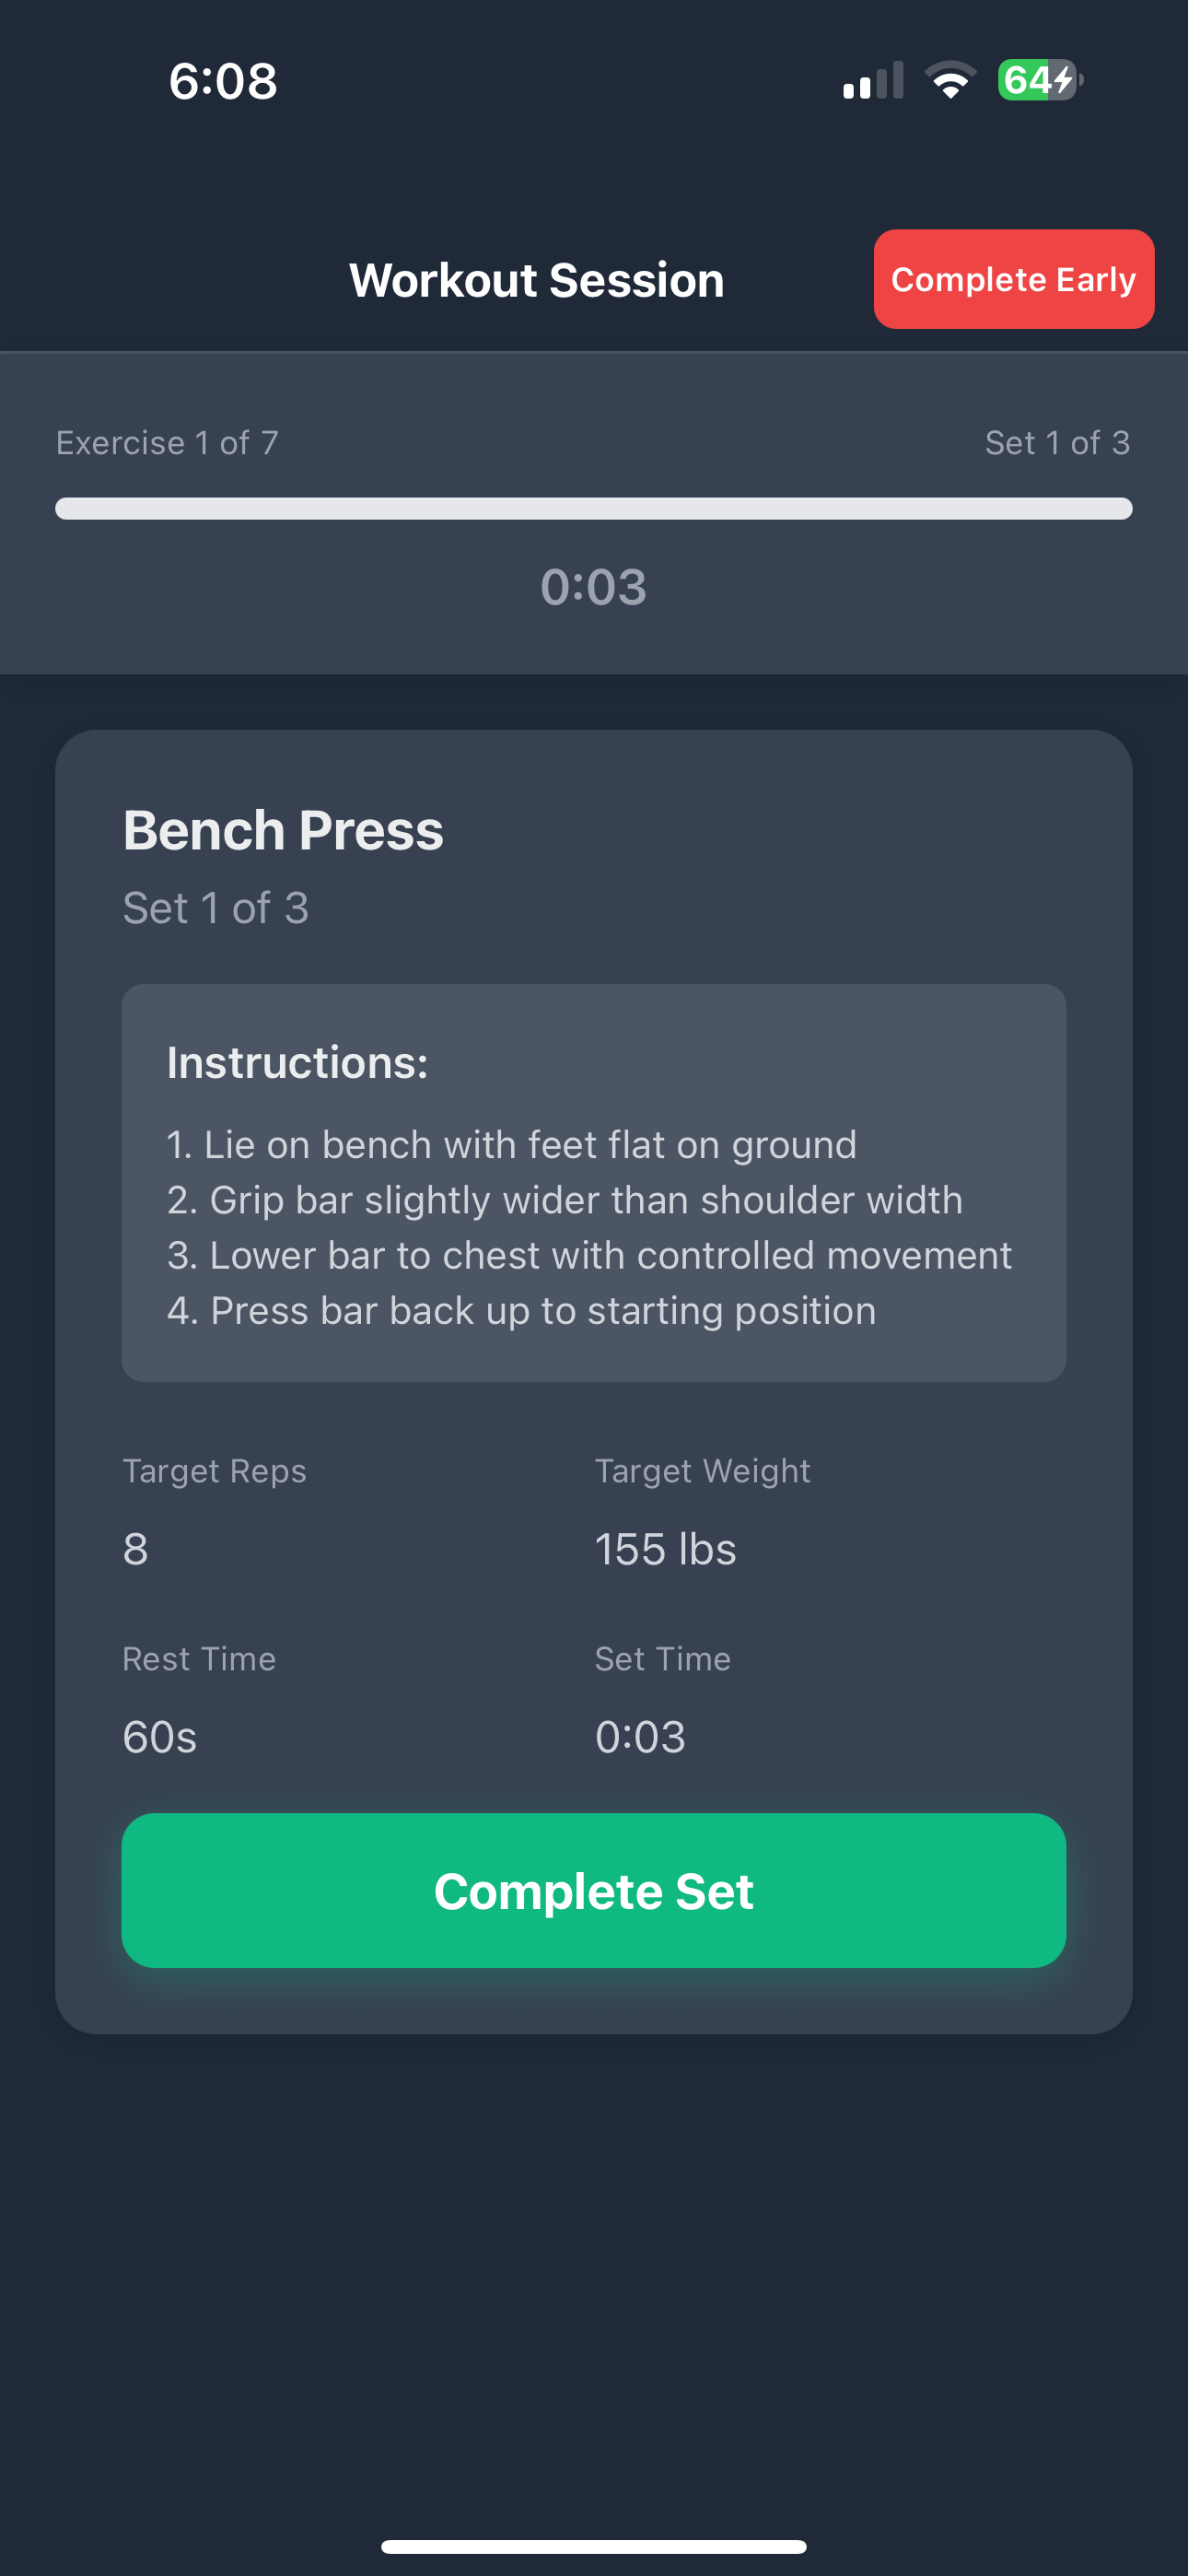 6:08
64
Workout Session
Complete Early
Exercise 1 of 7
Set 1 of 3
0:03
Bench Press
Set 1 of 3
Instructions:
1. Lie on bench with feet flat on ground
2. Grip bar slightly wider than shoulder width
3. Lower bar to chest with controlled movement
4. Press bar back up to starting position
Target Reps
Target Weight
8
155 lbs
Rest Time
Set Time
60s
0:03
Complete Set